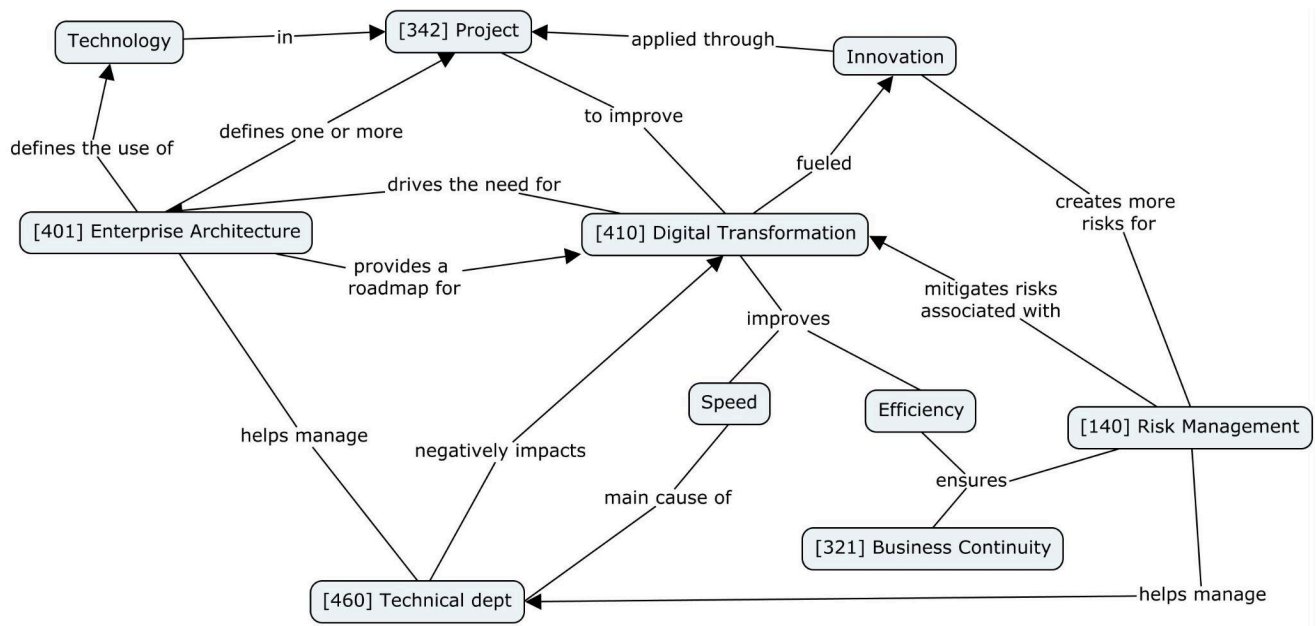 [342] Project
Technology
in
applied through
Innovation
to improve
defines one or more
defines the use of
fueled
drives the need for
creates more
risks for
[401] Enterprise Architecture
[410] Digital Transformation
provides a
roadmap for
mitigates risks
associated with
improves
Speed
Efficiency
[140] Risk Management
helps manage
negatively impacts
ensures
main cause of
[321] Business Continuity
[460] Technical dept
helps manage